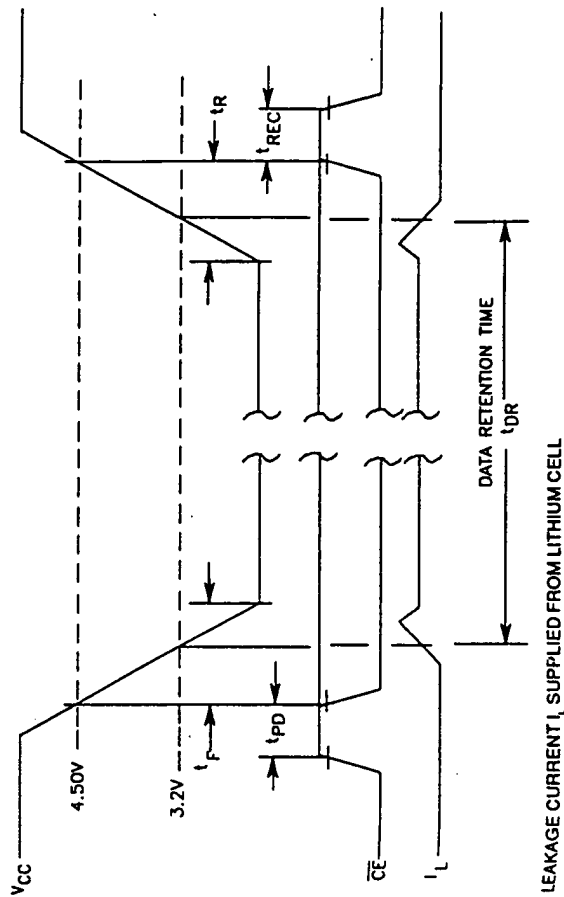 VCC
4.50V
3.2V
tF
tR
tPD
tREC
CE
IL
DATA RETENTION TIME
tDR
LEAKAGE CURRENT IL SUPPLIED FROM LITHIUM CELL